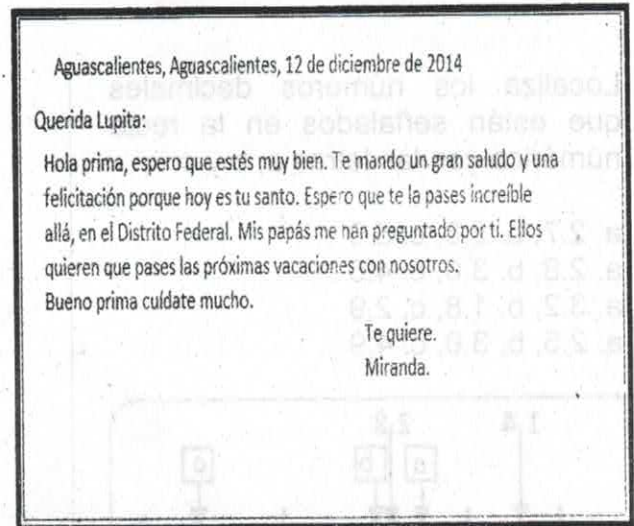 Aguascalientes, Aguascalientes, 12 de diciembre de 2014
Querida Lupita:
Hola prima, espero que estés muy bien. Te mando un gran saludo y una
felicitación porque hoy es tu santo. Espero que te la pases increíble
allá, en el Distrito Federal. Mis papás me han preguntado por ti. Ellos
quieren que pases las próximas vacaciones con nosotros.
Bueno prima cuídate mucho.
Te quiere.
Miranda.